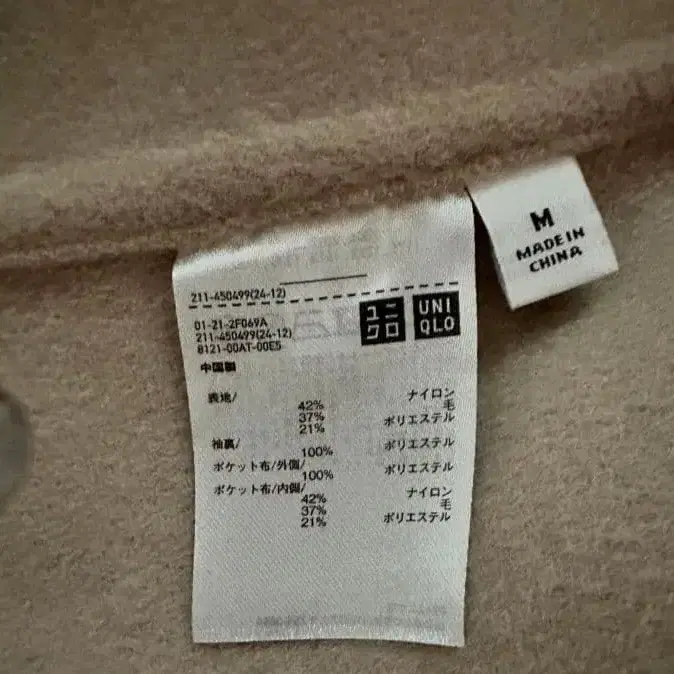 211-450499(24-12)
01-21-2F069A
211-450499(24-12)
8121-00AT-00E5
中国製
ユニクロ
UNIQLO
表地/
42% ナイロン
37% 毛
21% ポリエステル
袖裏/
100% ポリエステル
ポケット布/外側/
100% ポリエステル
ポケット布/内側/
42% ナイロン
37% 毛
21% ポリエステル
M
MADE IN
CHINA